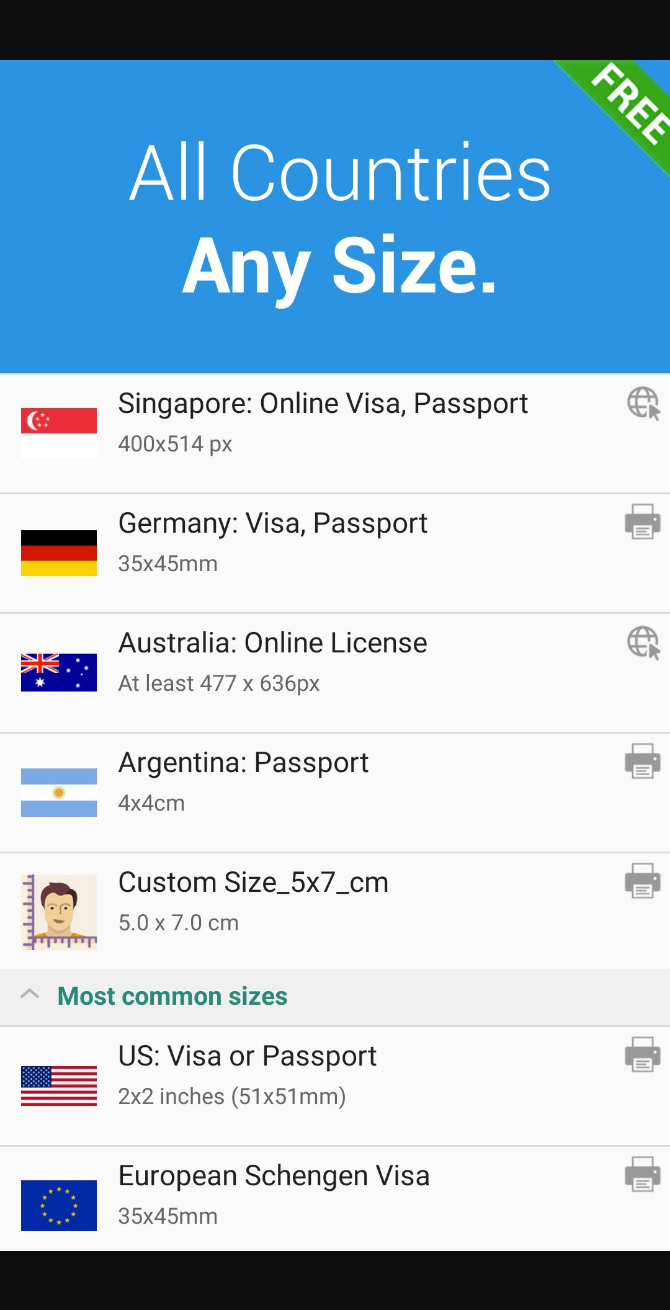 FREE
All Countries
Any Size.
Singapore: Online Visa, Passport
400x514 px
Germany: Visa, Passport
35x45mm
Australia: Online License
At least 477 x 636px
Argentina: Passport
4x4cm
Custom Size_5x7_cm
5.0 x 7.0 cm
Most common sizes
US: Visa or Passport
2x2 inches (51x51mm)
European Schengen Visa
35x45mm